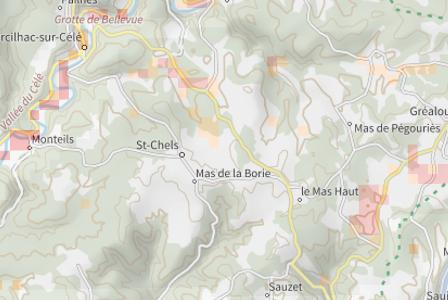 Grotte de Bellevue
rcilhac-sur-Célé
Vallée du Célé
Gréalou
Mas de Pégouriès
Monteils
St-Chels
Mas de la Borie
le Mas Haut
Sauzet